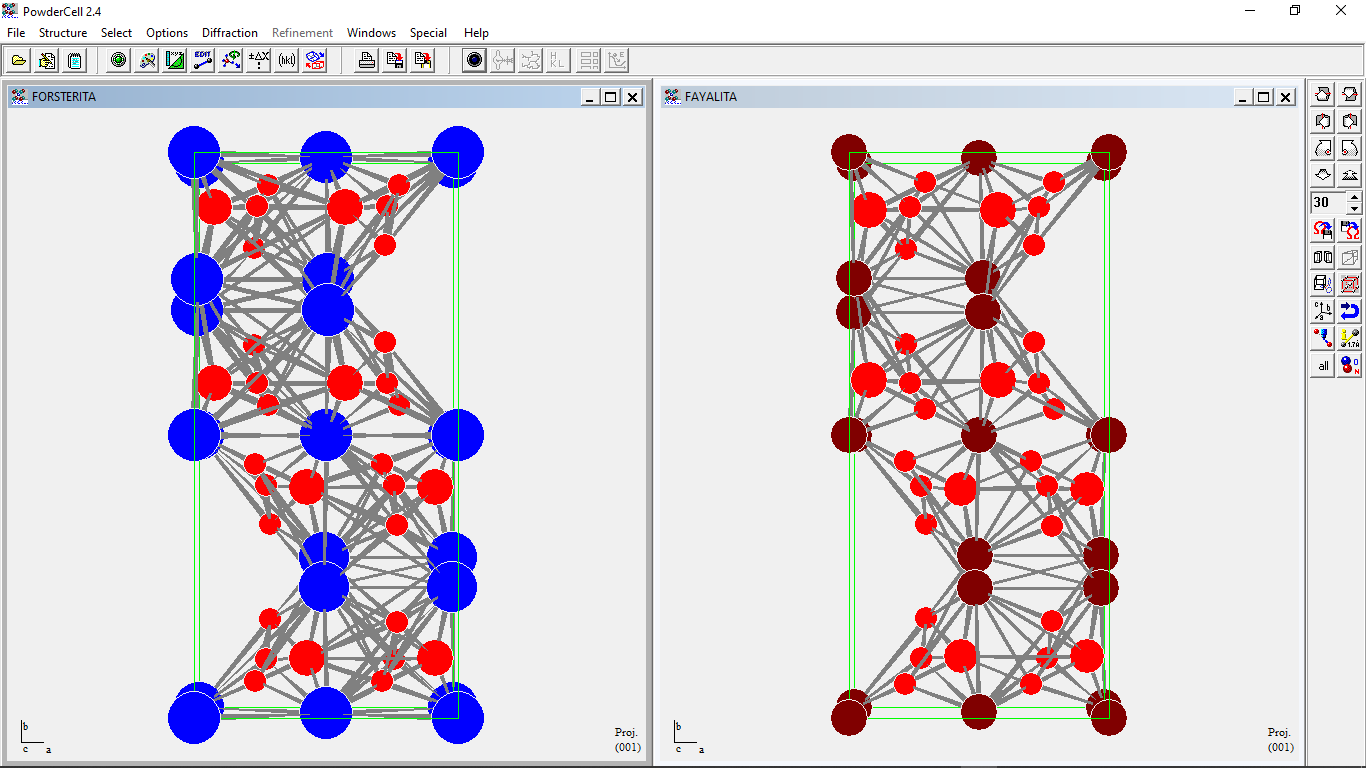 PowderCell 2.4
File Structure Select Options Diffraction Refinement Windows Special Help
EDIT ±ΔX (hkl)
FORSTERITA
FAYALITA
30
all
b
c a
Proj.
(001)
b
c a
Proj.
(001)